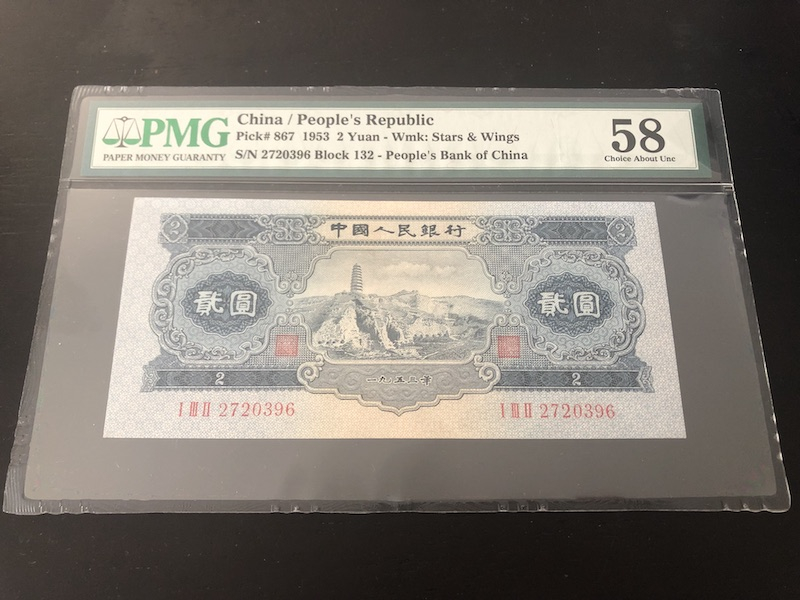 PMG
PAPER MONEY GUARANTY
China / People's Republic
Pick# 867 1953 2 Yuan - Wmk: Stars & Wings
S/N 2720396 Block 132 - People's Bank of China
58
Choice About Unc
2 中國人民銀行 2
貳圓 貳圓
2 一九五三年 2
I III II 2720396 I III II 2720396